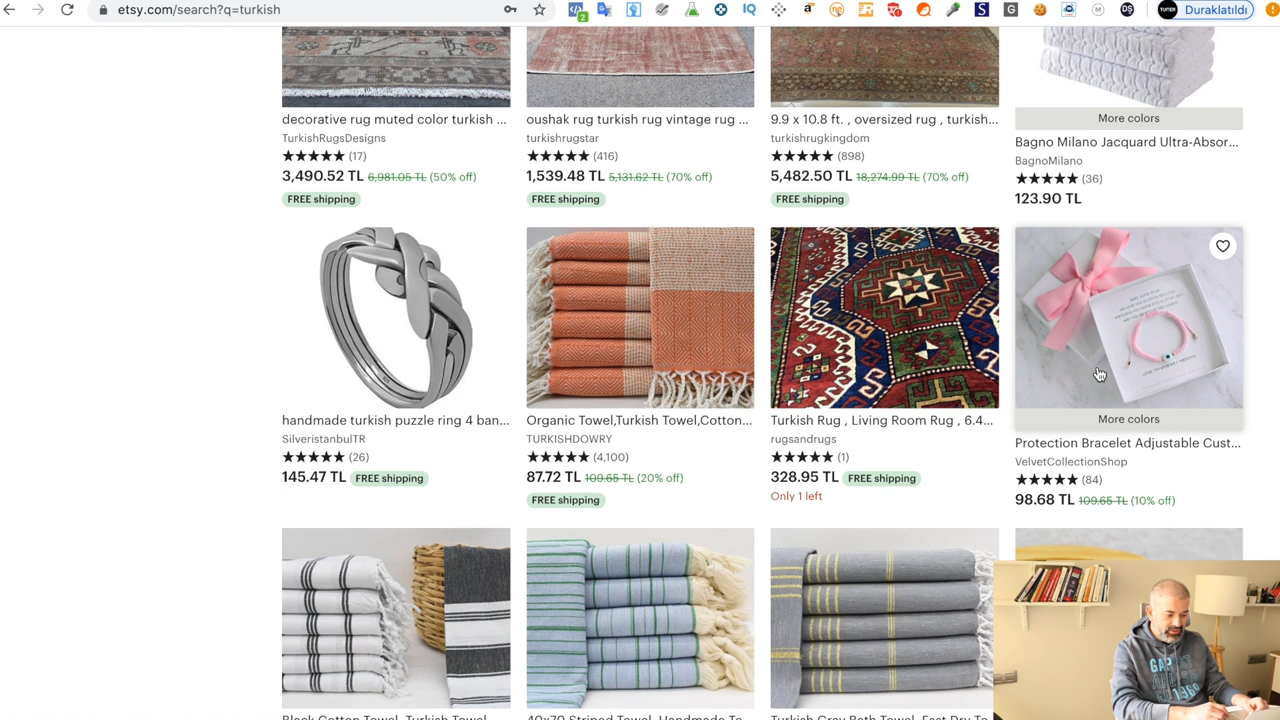 etsy.com/search?q=turkish
2
IQ
a
S
G
M
DS
TUNER
Duraklatıldı
decorative rug muted color turkish ...
TurkishRugsDesigns
★★★★★ (17)
3,490.52 TL 6,981.05 TL (50% off)
FREE shipping
oushak rug turkish rug vintage rug ...
turkishrugstar
★★★★★ (416)
1,539.48 TL 5,131.62 TL (70% off)
FREE shipping
9.9 x 10.8 ft. , oversized rug , turkish...
turkishrugkingdom
★★★★★ (898)
5,482.50 TL 18,274.99 TL (70% off)
FREE shipping
More colors
Bagno Milano Jacquard Ultra-Absor...
BagnoMilano
★★★★★ (36)
123.90 TL
handmade turkish puzzle ring 4 ban...
SilveristanbulTR
★★★★★ (26)
145.47 TL FREE shipping
Organic Towel,Turkish Towel,Cotton...
TURKISHDOWRY
★★★★★ (4,100)
87.72 TL 109.65 TL (20% off)
FREE shipping
Turkish Rug , Living Room Rug , 6.4...
rugsandrugs
★★★★★ (1)
328.95 TL FREE shipping
Only 1 left
More colors
Protection Bracelet Adjustable Cust...
VelvetCollectionShop
★★★★★ (84)
98.68 TL 109.65 TL (10% off)
Black Cotton Towel, Turkish Towel
40x70 Striped Towel, Handmade To
Turkish Gray Bath Towel, Fast Dry To
GAP
1969